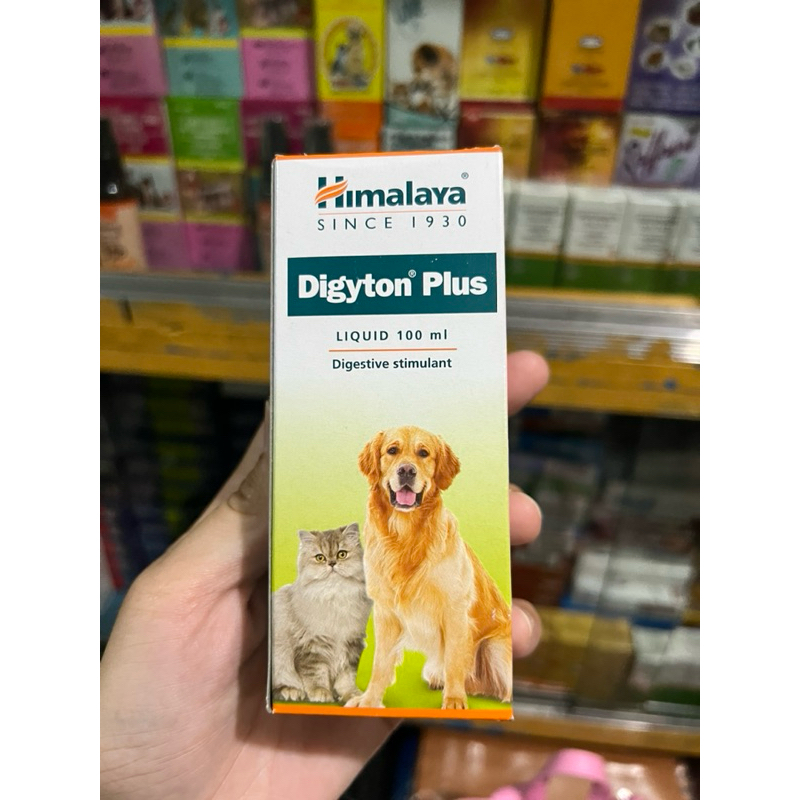 Himalaya®
SINCE 1930
Digyton® Plus
LIQUID 100 ml
Digestive stimulant